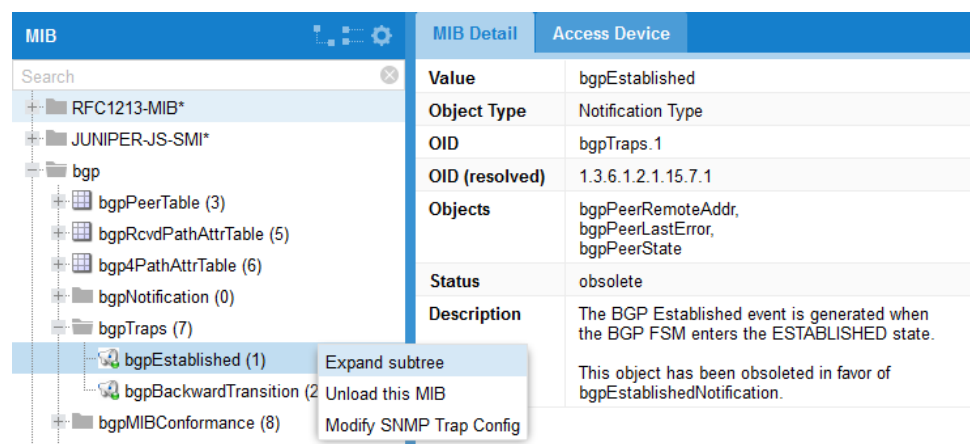 MIB
Search
RFC1213-MIB*
JUNIPER-JS-SMI*
bgp
bgpPeerTable (3)
bgpRcvdPathAttrTable (5)
bgp4PathAttrTable (6)
bgpNotification (0)
bgpTraps (7)
bgpEstablished (1)
bgpBackwardTransition (2
bgpMIBConformance (8)
Expand subtree
Unload this MIB
Modify SNMP Trap Config
MIB Detail Access Device
Value bgpEstablished
Object Type Notification Type
OID bgpTraps.1
OID (resolved) 1.3.6.1.2.1.15.7.1
Objects bgpPeerRemoteAddr,
bgpPeerLastError,
bgpPeerState
Status obsolete
Description The BGP Established event is generated when
the BGP FSM enters the ESTABLISHED state.
This object has been obsoleted in favor of
bgpEstablishedNotification.